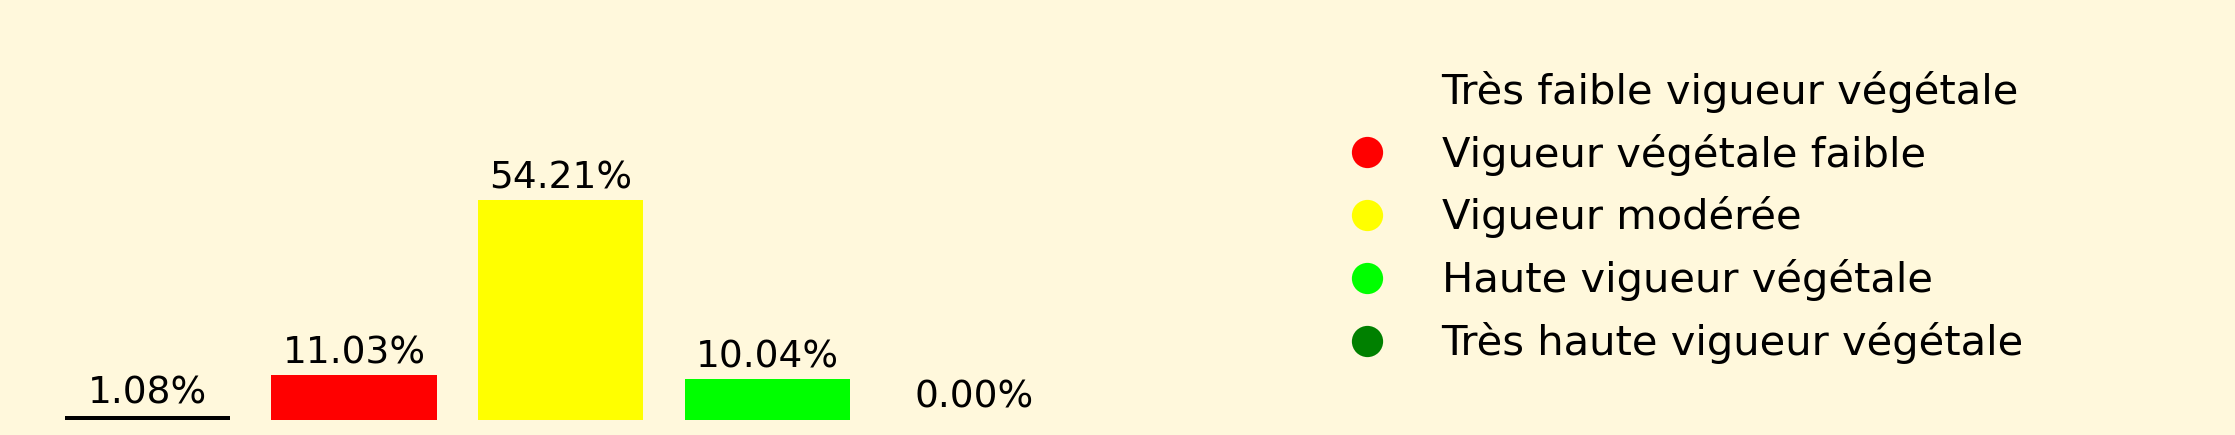 1.08%
11.03%
54.21%
10.04%
0.00%
Très faible vigueur végétale
Vigueur végétale faible
Vigueur modérée
Haute vigueur végétale
Très haute vigueur végétale